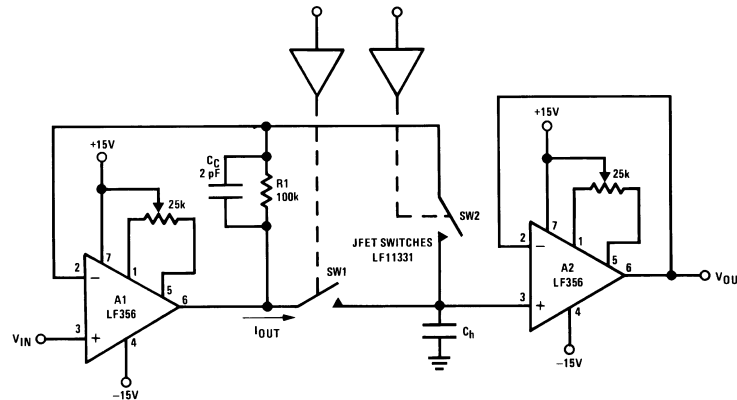 +15V
25k
7
2
−
1
5
A1
LF356
6
3
+
4
VIN
−15V
CC
2 pF
R1
100k
IOUT
SW1
SW2
JFET SWITCHES
LF11331
Ch
+15V
25k
7
2
−
1
5
A2
LF356
6
3
+
4
−15V
VOU